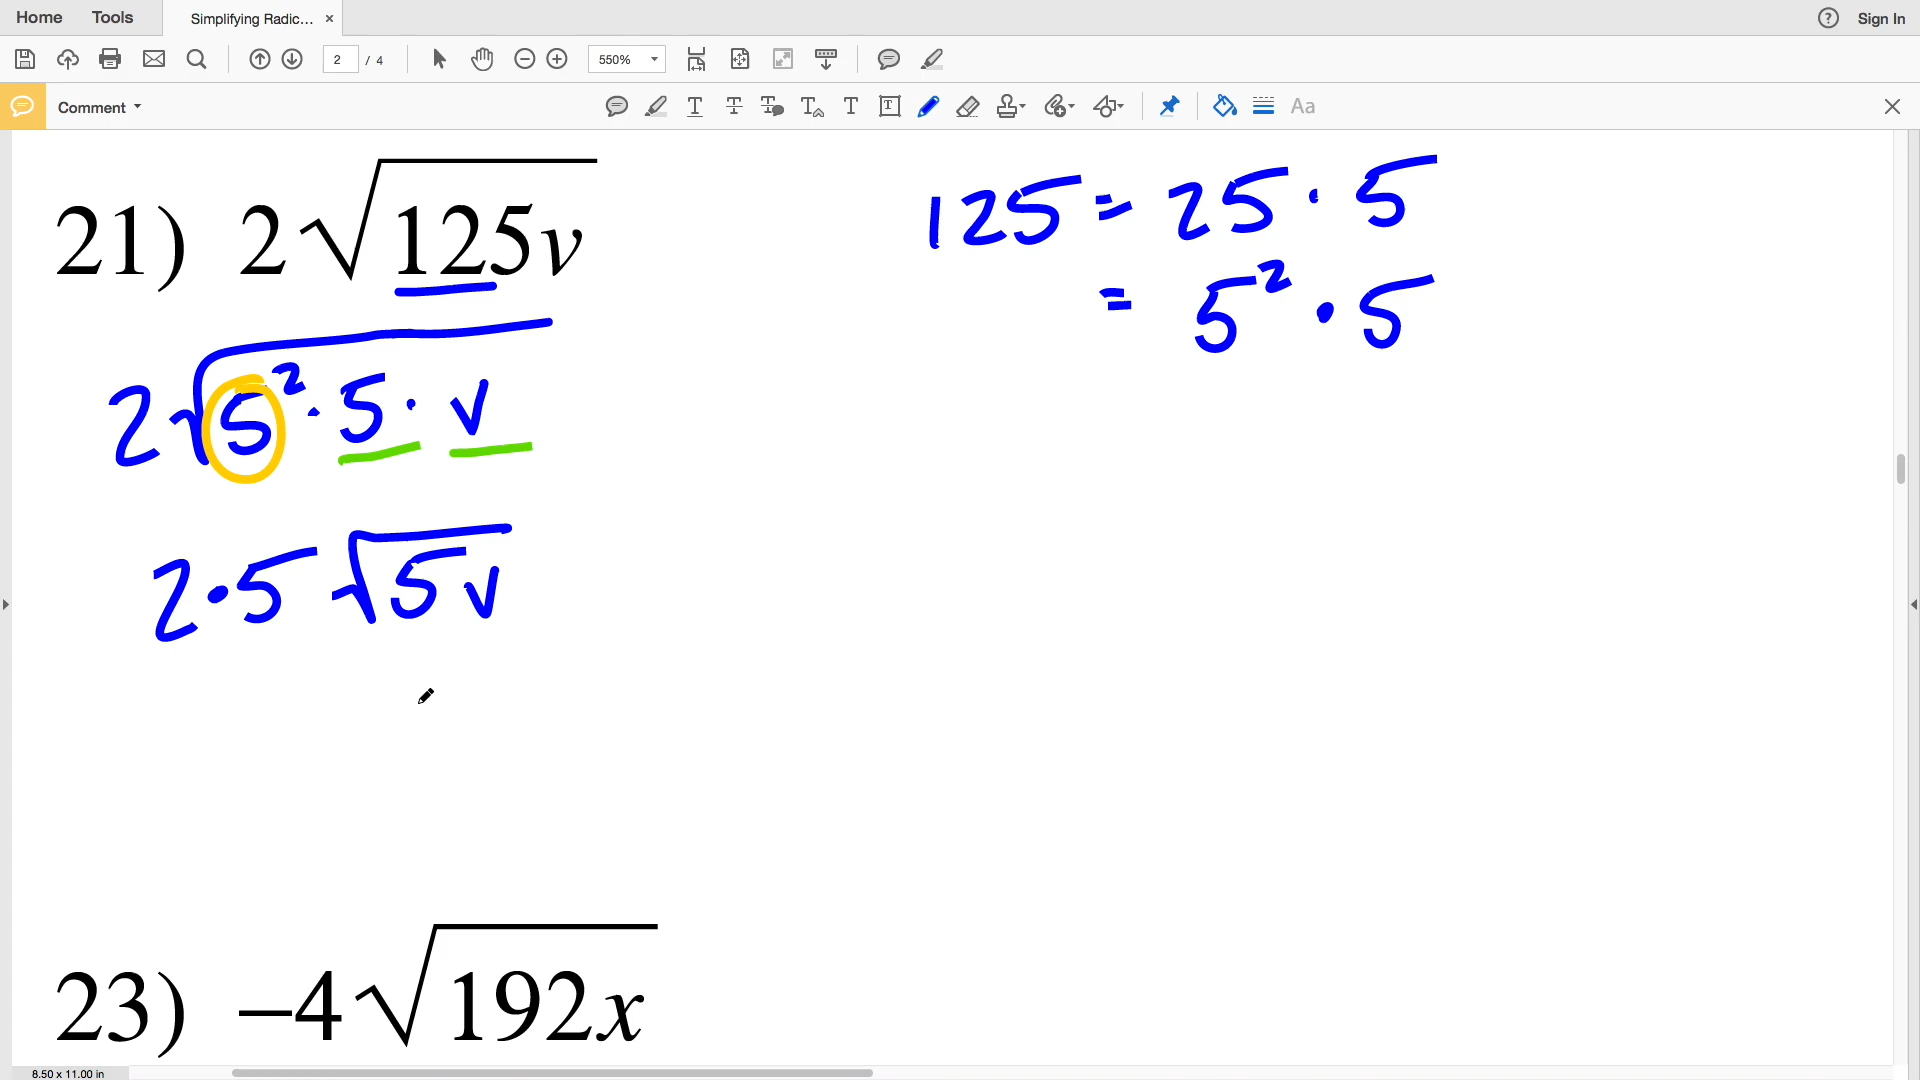 Home Tools Simplifying Radic... × ? Sign In
2 / 4 550%
Comment T T T T T T Aa
21) 2√125v
125 = 25 · 5
= 5² · 5
2√5² · 5 · v
2 · 5 √5v
23) –4√192x
8.50 x 11.00 in